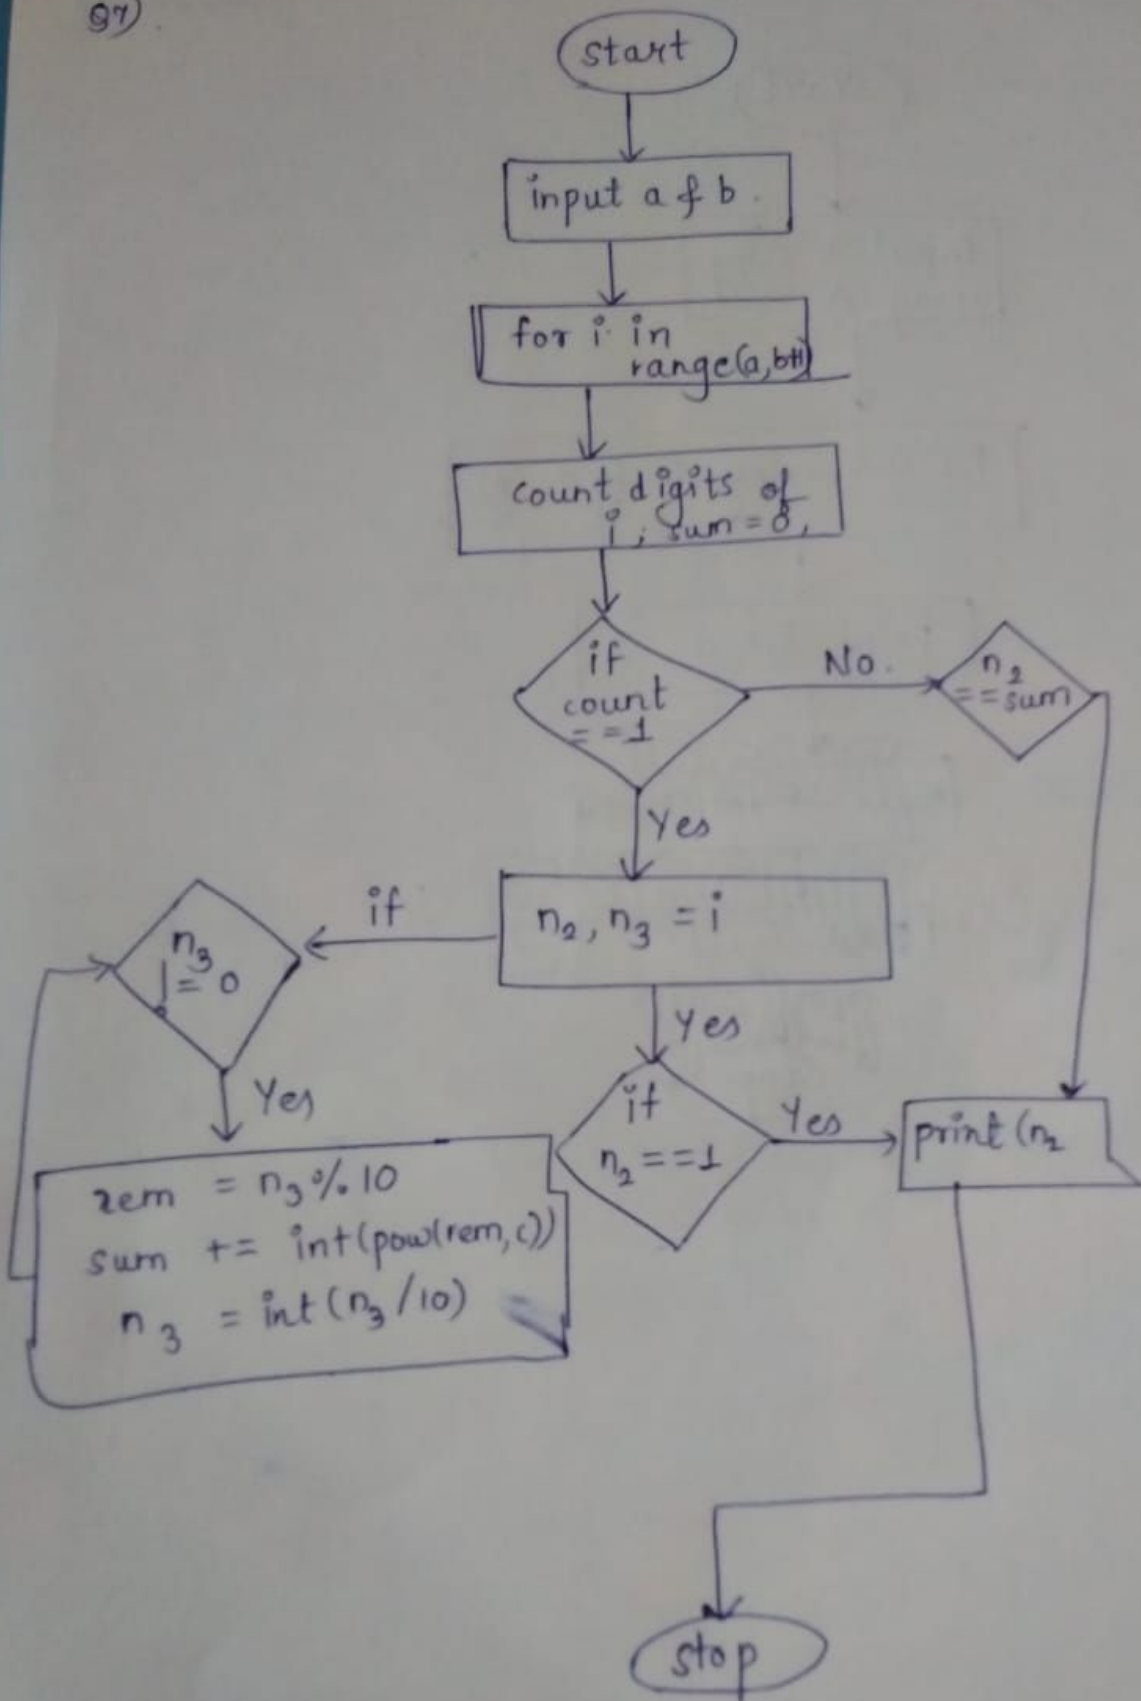 Q7)
start
input a & b.
for i in
range(a,b+1)
count digits of
i, sum = 0,
if
count
==1
No.
n2
==sum
Yes
n2, n3 = i
if
n3
!= 0
Yes
Yes
if
n2==1
Yes
print (n2
rem = n3%10
sum += int(pow(rem,c))
n3 = int(n3/10)
stop